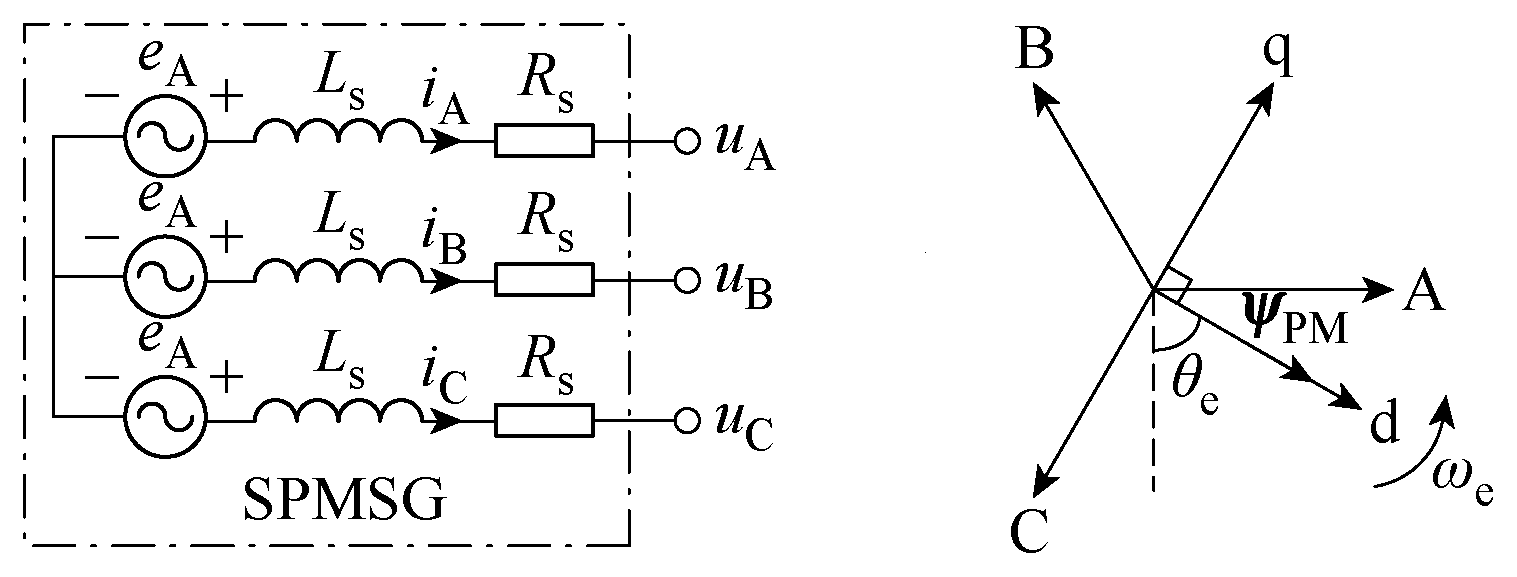 e_A
− + L_s i_A R_s u_A
e_A
− + L_s i_B R_s u_B
e_A
− + L_s i_C R_s u_C
SPMSG
B q
A
ψ_PM
θ_e
d
ω_e
C